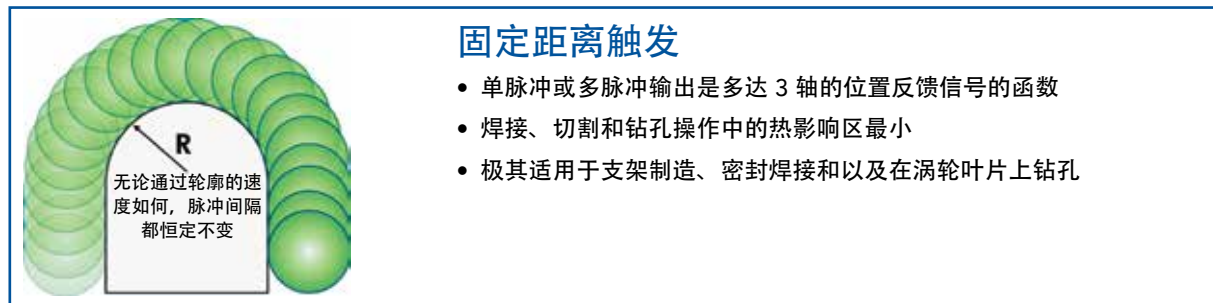 固定距离触发
• 单脉冲或多脉冲输出是多达 3 轴的位置反馈信号的函数
• 焊接、切割和钻孔操作中的热影响区最小
• 极其适用于支架制造、密封焊接和以及在涡轮叶片上钻孔
R
无论通过轮廓的速
度如何，脉冲间隔
都恒定不变